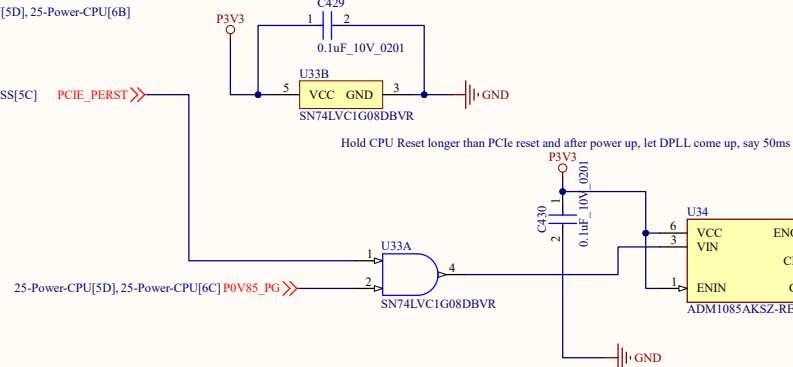 [5D], 25-Power-CPU[6B]
C429
P3V3
1 2
0.1uF_10V_0201
U33B
5 VCC GND 3
GND
SN74LVC1G08DBVR
SS[5C] PCIE_PERST
Hold CPU Reset longer than PCIe reset and after power up, let DPLL come up, say 50ms
P3V3
C430
1
2
0.1uF_10V_0201
U34
6 VCC
3 VIN
1 ENIN
ADM1085AKSZ-RE
U33A
1
2
4
SN74LVC1G08DBVR
25-Power-CPU[5D], 25-Power-CPU[6C] P0V85_PG
GND